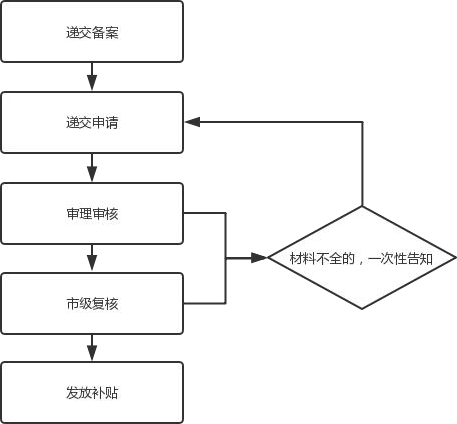 递交备案
递交申请
审理审核
材料不全的，一次性告知
市级复核
发放补贴